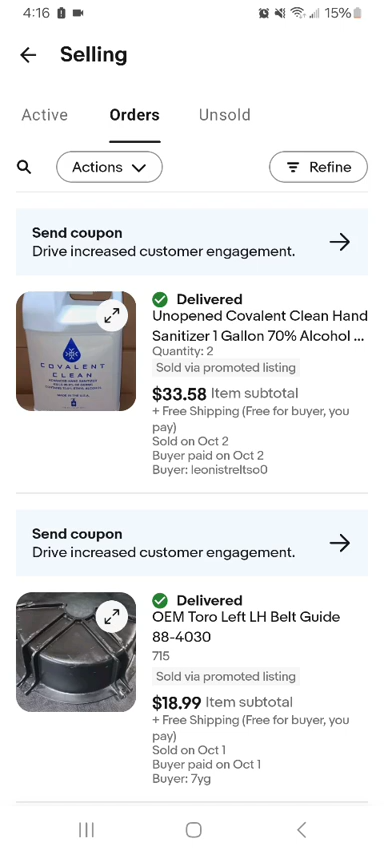 4:16
15%
Selling
Active
Orders
Unsold
Actions
Refine
Send coupon
Drive increased customer engagement.
COVALENT
CLEAN
MADE IN THE U.S.A.
Delivered
Unopened Covalent Clean Hand
Sanitizer 1 Gallon 70% Alcohol ...
Quantity: 2
Sold via promoted listing
$33.58 Item subtotal
+ Free Shipping (Free for buyer, you
pay)
Sold on Oct 2
Buyer paid on Oct 2
Buyer: leonistreltso0
Send coupon
Drive increased customer engagement.
Delivered
OEM Toro Left LH Belt Guide
88-4030
715
Sold via promoted listing
$18.99 Item subtotal
+ Free Shipping (Free for buyer, you
pay)
Sold on Oct 1
Buyer paid on Oct 1
Buyer: 7yg